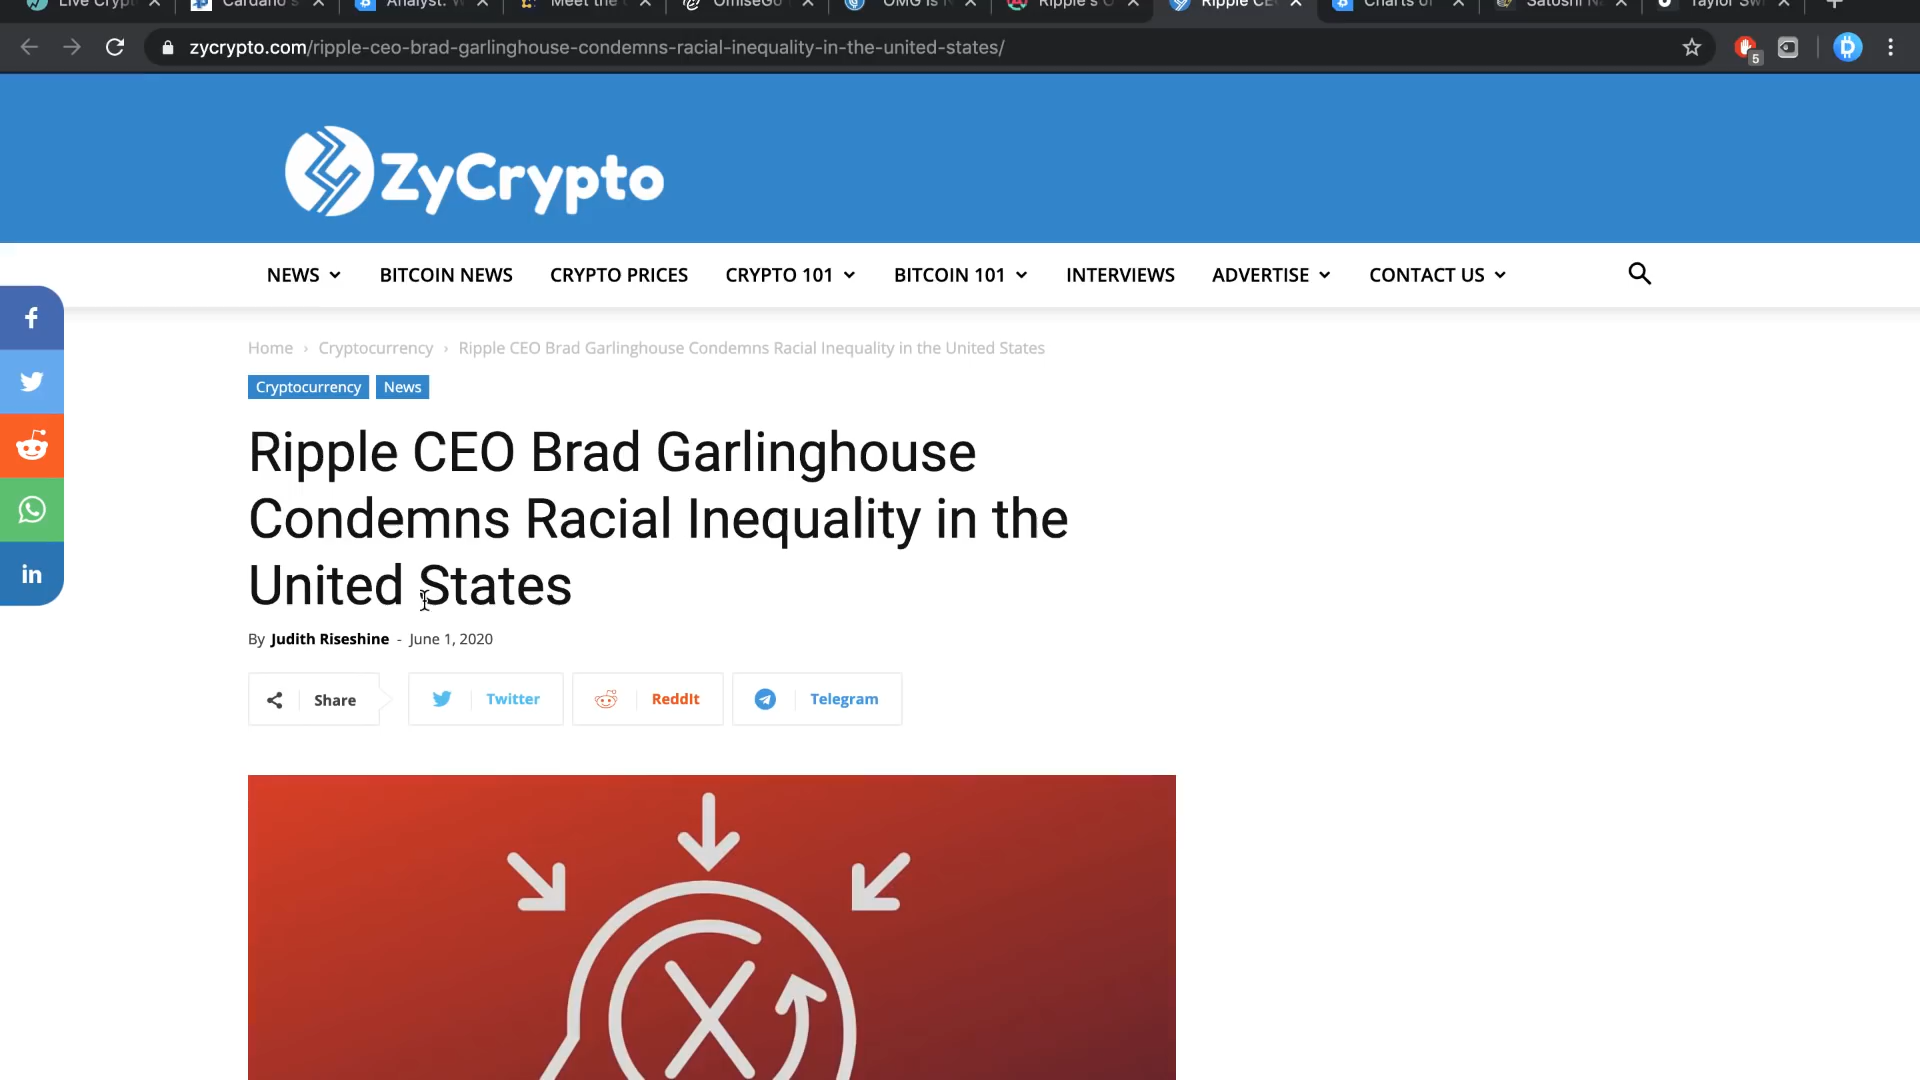 Live Crypt
Cardano's
Analyst: W
Meet the
OmiseGo
OMG Is N
Ripple's C
Ripple CE
Charts of
Satoshi Na
Taylor Swi
zycrypto.com/ripple-ceo-brad-garlinghouse-condemns-racial-inequality-in-the-united-states/
5
ZyCrypto
NEWS BITCOIN NEWS CRYPTO PRICES CRYPTO 101 BITCOIN 101 INTERVIEWS ADVERTISE CONTACT US
Home › Cryptocurrency › Ripple CEO Brad Garlinghouse Condemns Racial Inequality in the United States
Cryptocurrency News
Ripple CEO Brad Garlinghouse
Condemns Racial Inequality in the
United States
By Judith Riseshine - June 1, 2020
Share Twitter ReddIt Telegram